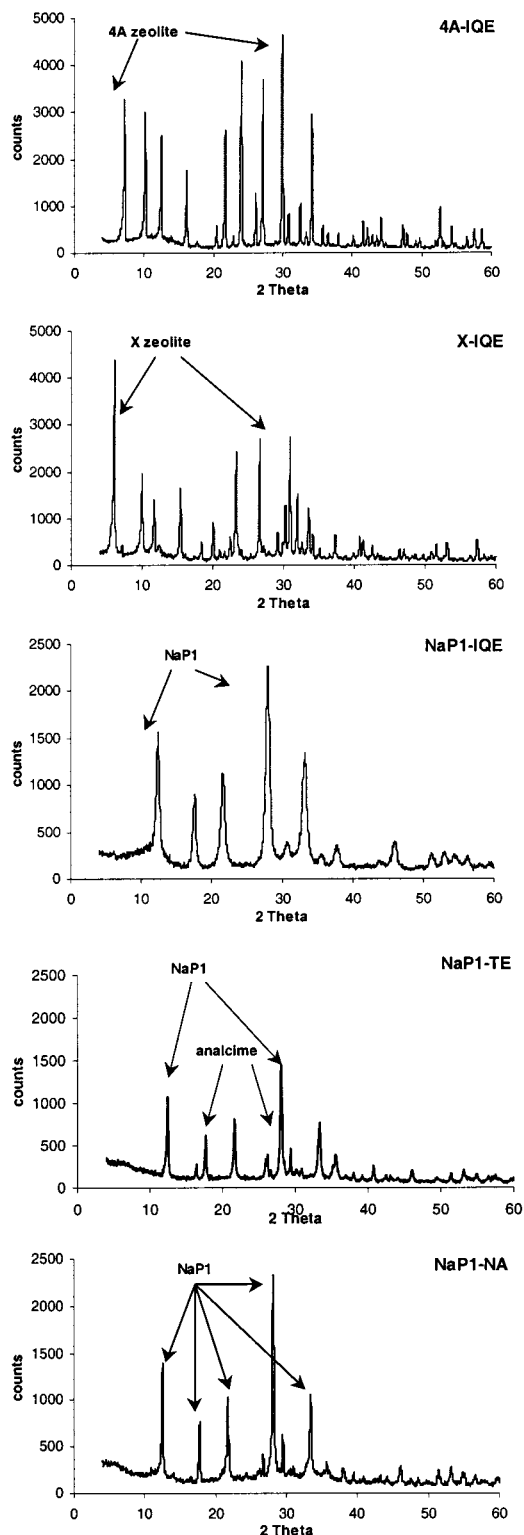 4A-IQE
5000
4A zeolite
4000
3000
counts
2000
1000
0
0 10 20 30 40 50 60
2 Theta
X-IQE
5000
X zeolite
4000
3000
counts
2000
1000
0
0 10 20 30 40 50 60
2 Theta
NaP1-IQE
2500
NaP1
2000
1500
counts
1000
500
0
0 10 20 30 40 50 60
2 Theta
NaP1-TE
2500
NaP1
2000
1500
analcime
counts
1000
500
0
0 10 20 30 40 50 60
2 Theta
NaP1-NA
2500
NaP1
2000
1500
counts
1000
500
0
0 10 20 30 40 50 60
2 Theta